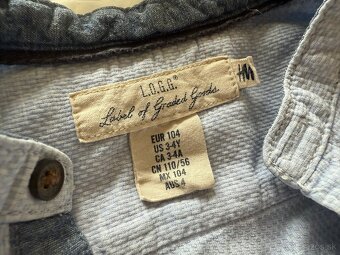 L.O.G.G.®
Label of Graded Goods
H&M
EUR 104
US 3-4Y
CA 3-4A
CN 110/56
MX 104
AUS 4